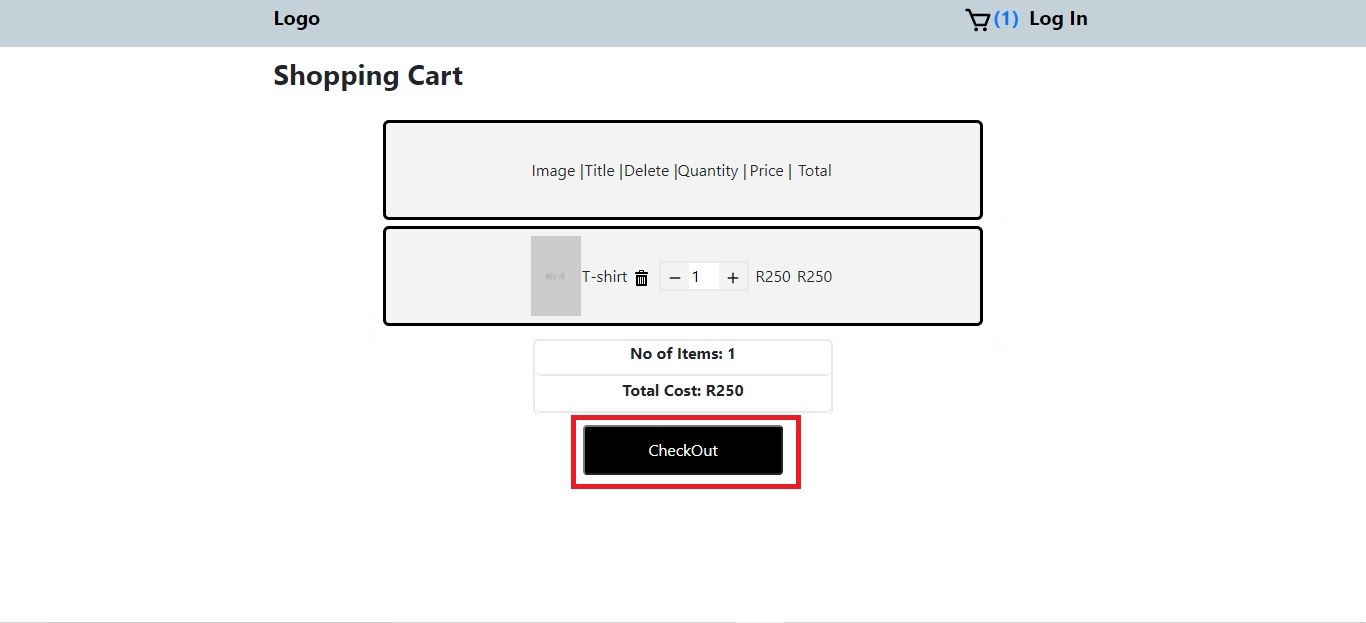 Logo
(1) Log In
Shopping Cart
Image |Title |Delete |Quantity | Price | Total
T-shirt − 1 + R250 R250
No of Items: 1
Total Cost: R250
CheckOut